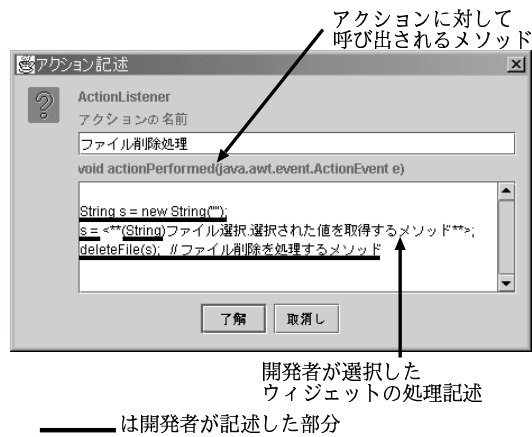 アクションに対して
呼び出されるメソッド
アクション記述
ActionListener
アクションの名前
ファイル削除処理
void actionPerformed(java.awt.event.ActionEvent e)
String s = new String("");
s = <**(String)ファイル選択.選択された値を取得するメソッド**>;
deleteFile(s); //ファイル削除を処理するメソッド
了解
取消し
開発者が選択した
ウィジェットの処理記述
は開発者が記述した部分